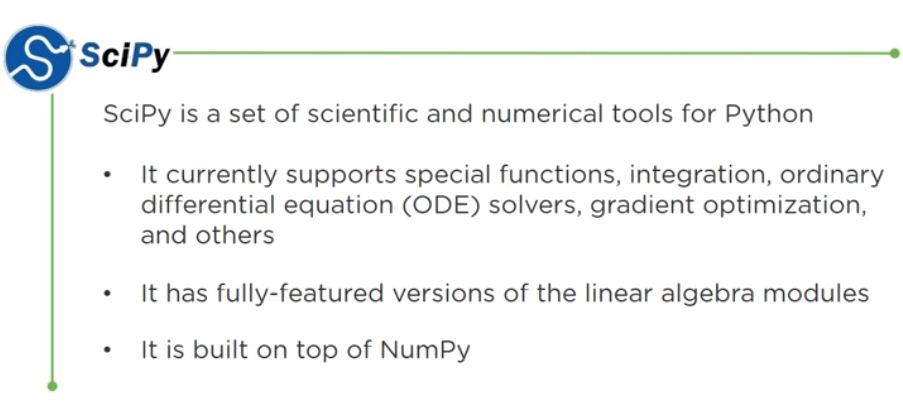 SciPy
SciPy is a set of scientific and numerical tools for Python
• It currently supports special functions, integration, ordinary
differential equation (ODE) solvers, gradient optimization,
and others
• It has fully-featured versions of the linear algebra modules
• It is built on top of NumPy